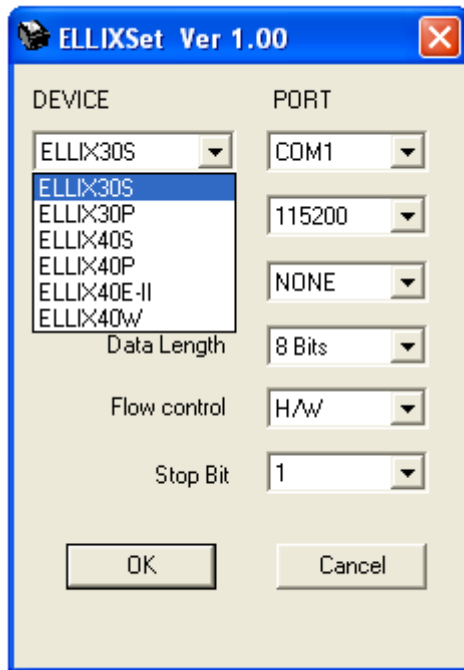 ELLIXSet Ver 1.00
DEVICE PORT
ELLIX30S COM1
ELLIX30S
ELLIX30P 115200
ELLIX40S
ELLIX40P NONE
ELLIX40E-II
ELLIX40W
Data Length 8 Bits
Flow control H/W
Stop Bit 1
OK Cancel